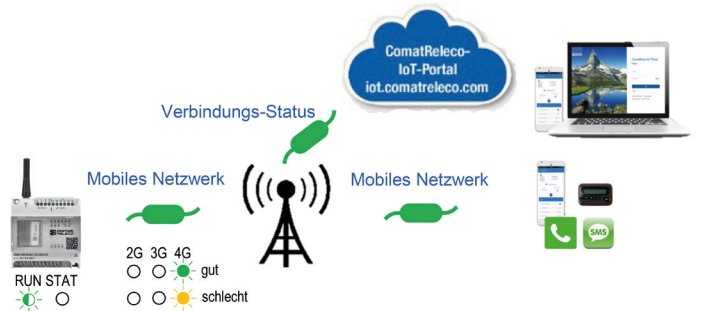 ComatReleco-
IoT-Portal
iot.comatreleco.com
Verbindungs-Status
Mobiles Netzwerk
Mobiles Netzwerk
2G 3G 4G
gut
schlecht
RUN STAT
SMS